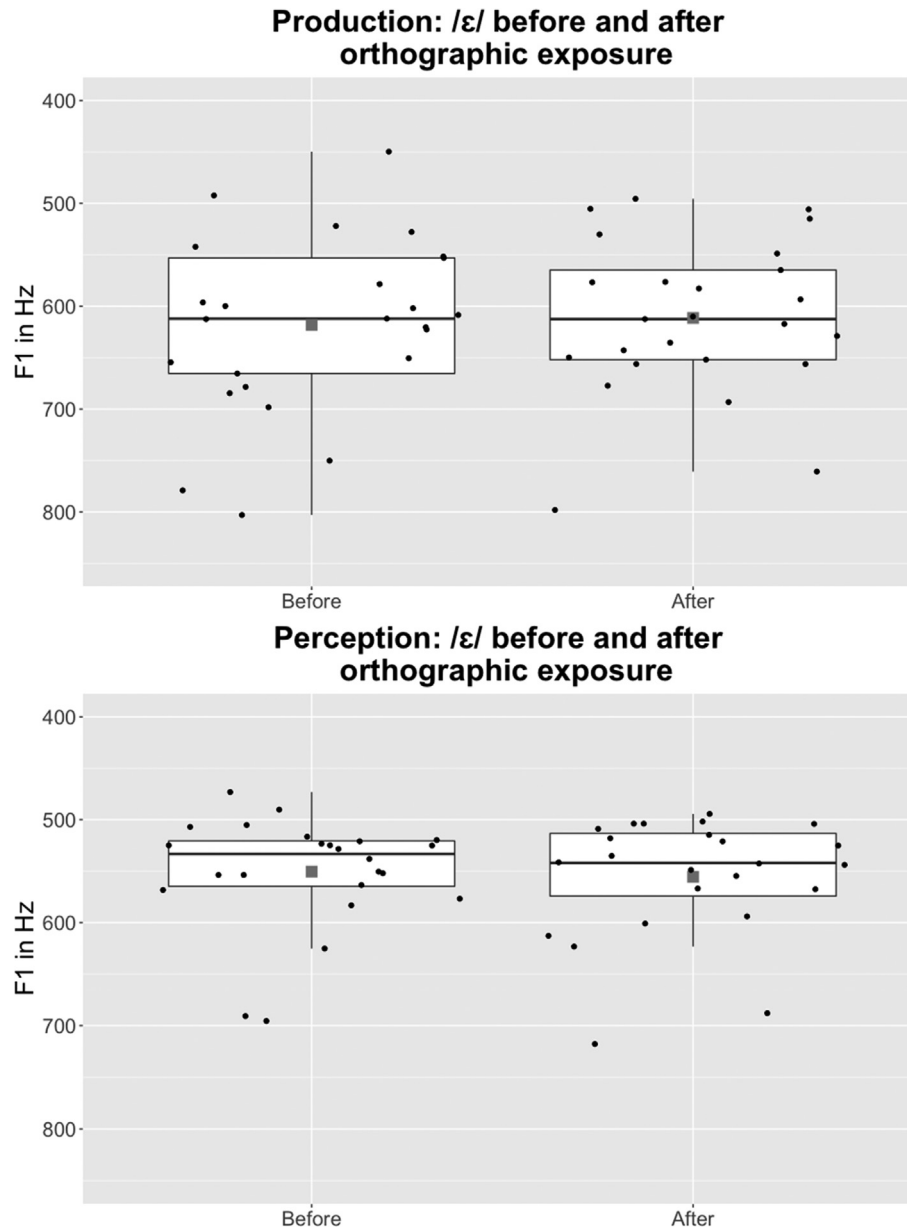 Production: /ɛ/ before and after
orthographic exposure
F1 in Hz
400
500
600
700
800
Before After
Perception: /ɛ/ before and after
orthographic exposure
F1 in Hz
400
500
600
700
800
Before After